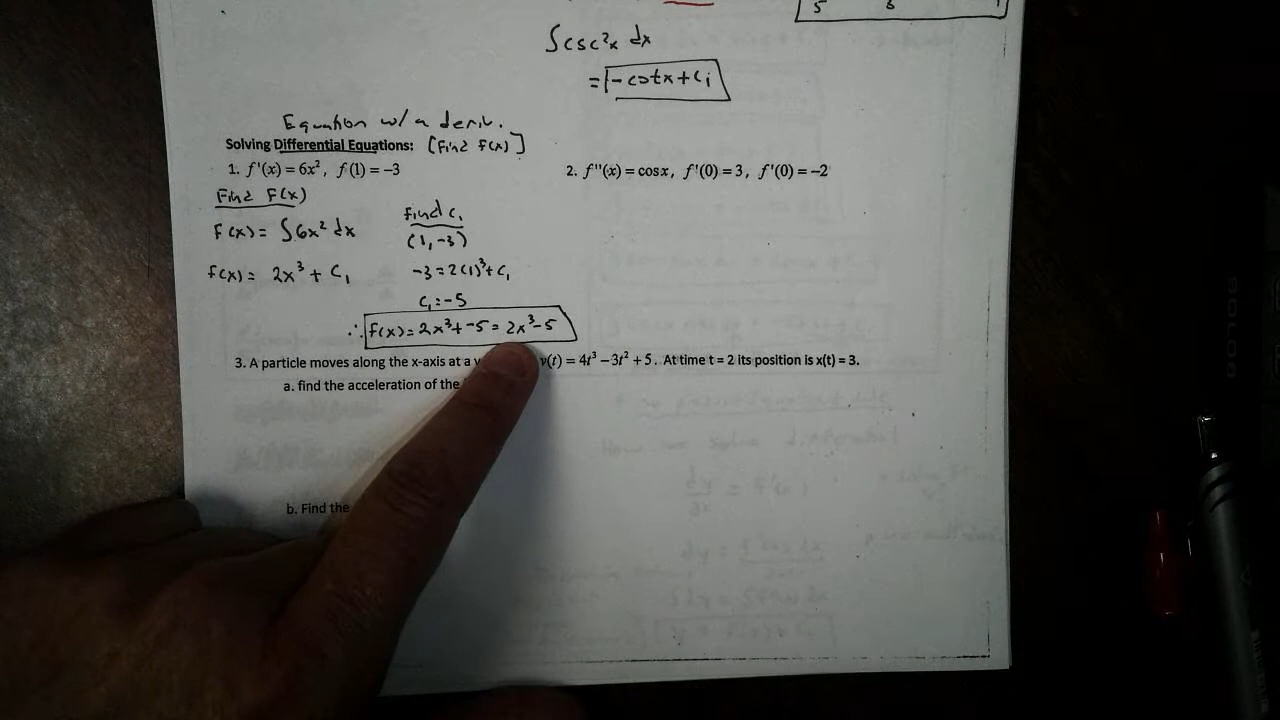 5 1
∫csc²x dx
= -cotx+C₁
Equation w/ a deriv.
Solving Differential Equations: [Find F(x)]
1. f'(x) = 6x², f(1) = -3
2. f''(x) = cosx, f'(0) = 3, f'(0) = -2
Find F(x)
F(x) = ∫6x² dx
F(x) = 2x³ + C₁
Find C₁
(1,-3)
-3 = 2(1)³+C₁
C₁ = -5
∴ F(x) = 2x³+-5 = 2x³-5
3. A particle moves along the x-axis at a (t) = 4t³ - 3t² + 5. At time t = 2 its position is x(t) = 3.
a. find the acceleration of the
b. Find the